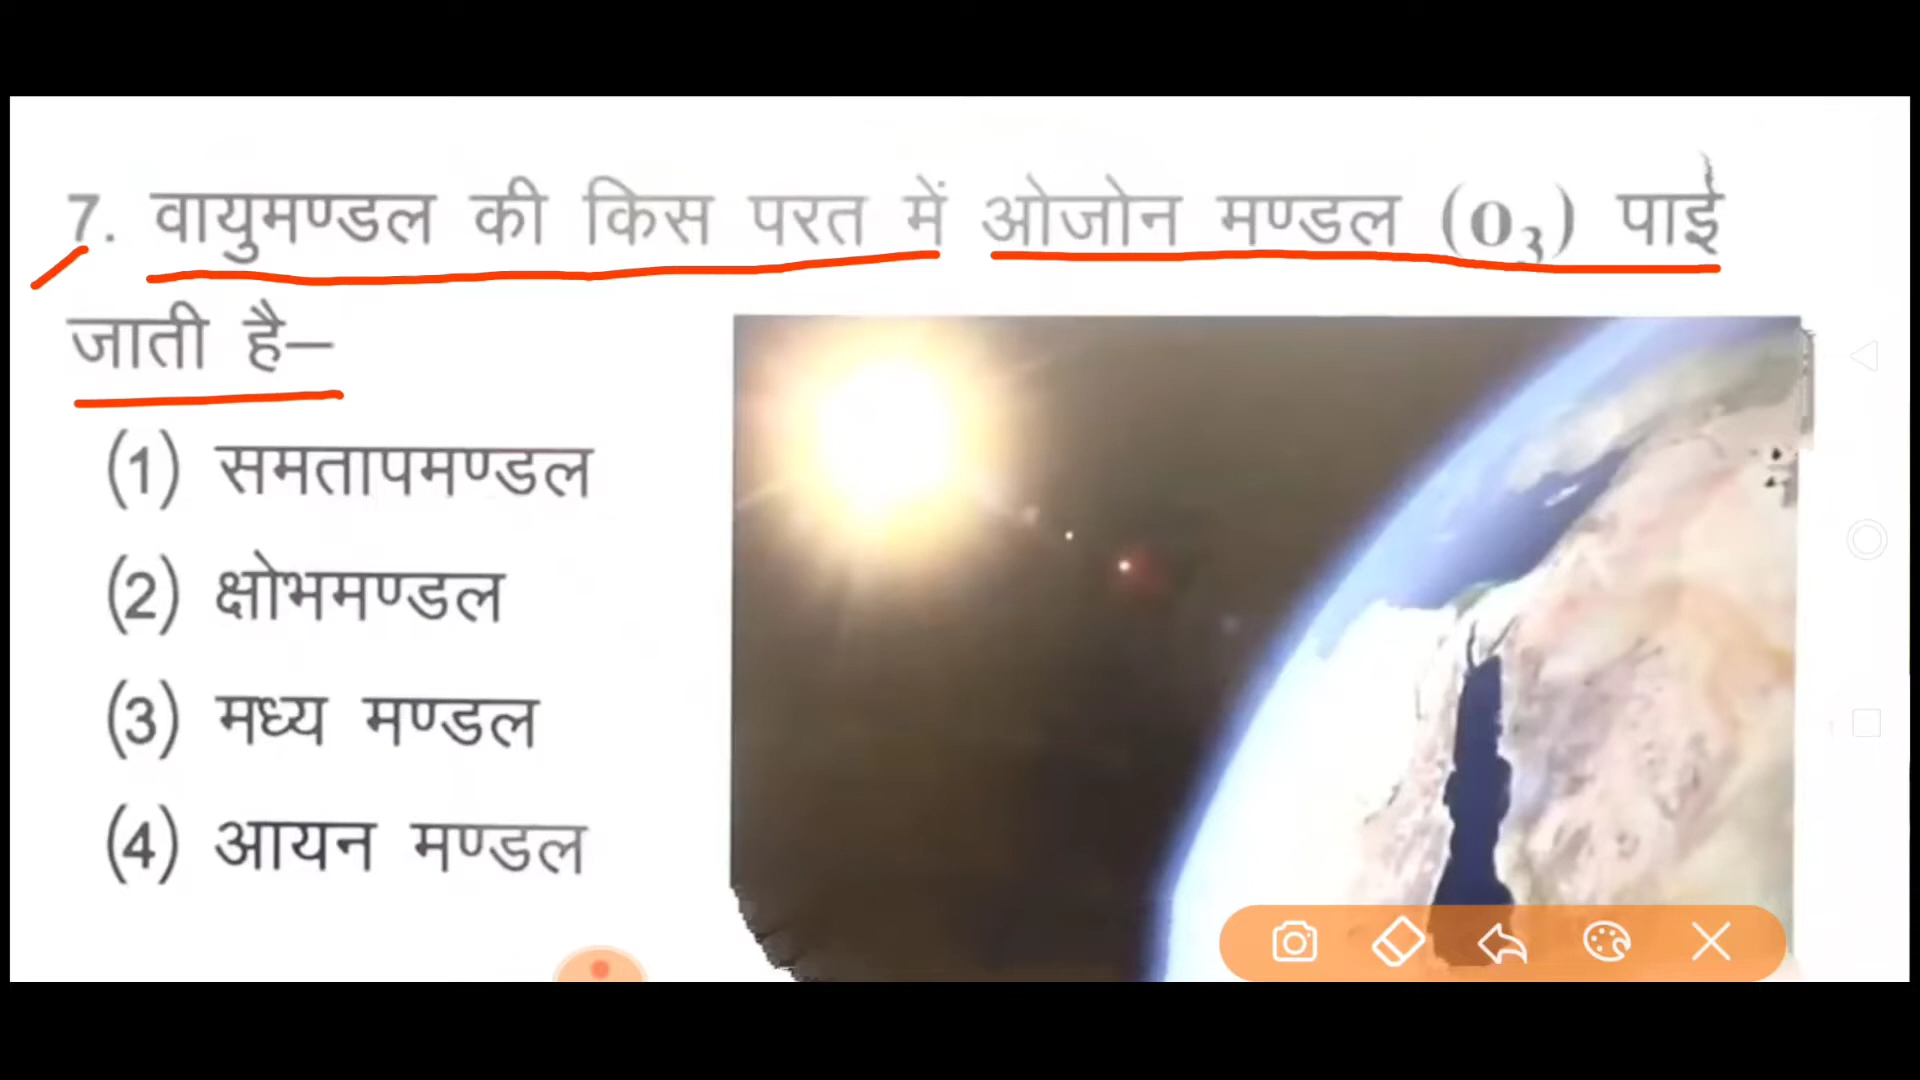 7. वायुमण्डल की किस परत में ओजोन मण्डल (O₃) पाई
जाती है–
(1) समतापमण्डल
(2) क्षोभमण्डल
(3) मध्य मण्डल
(4) आयन मण्डल